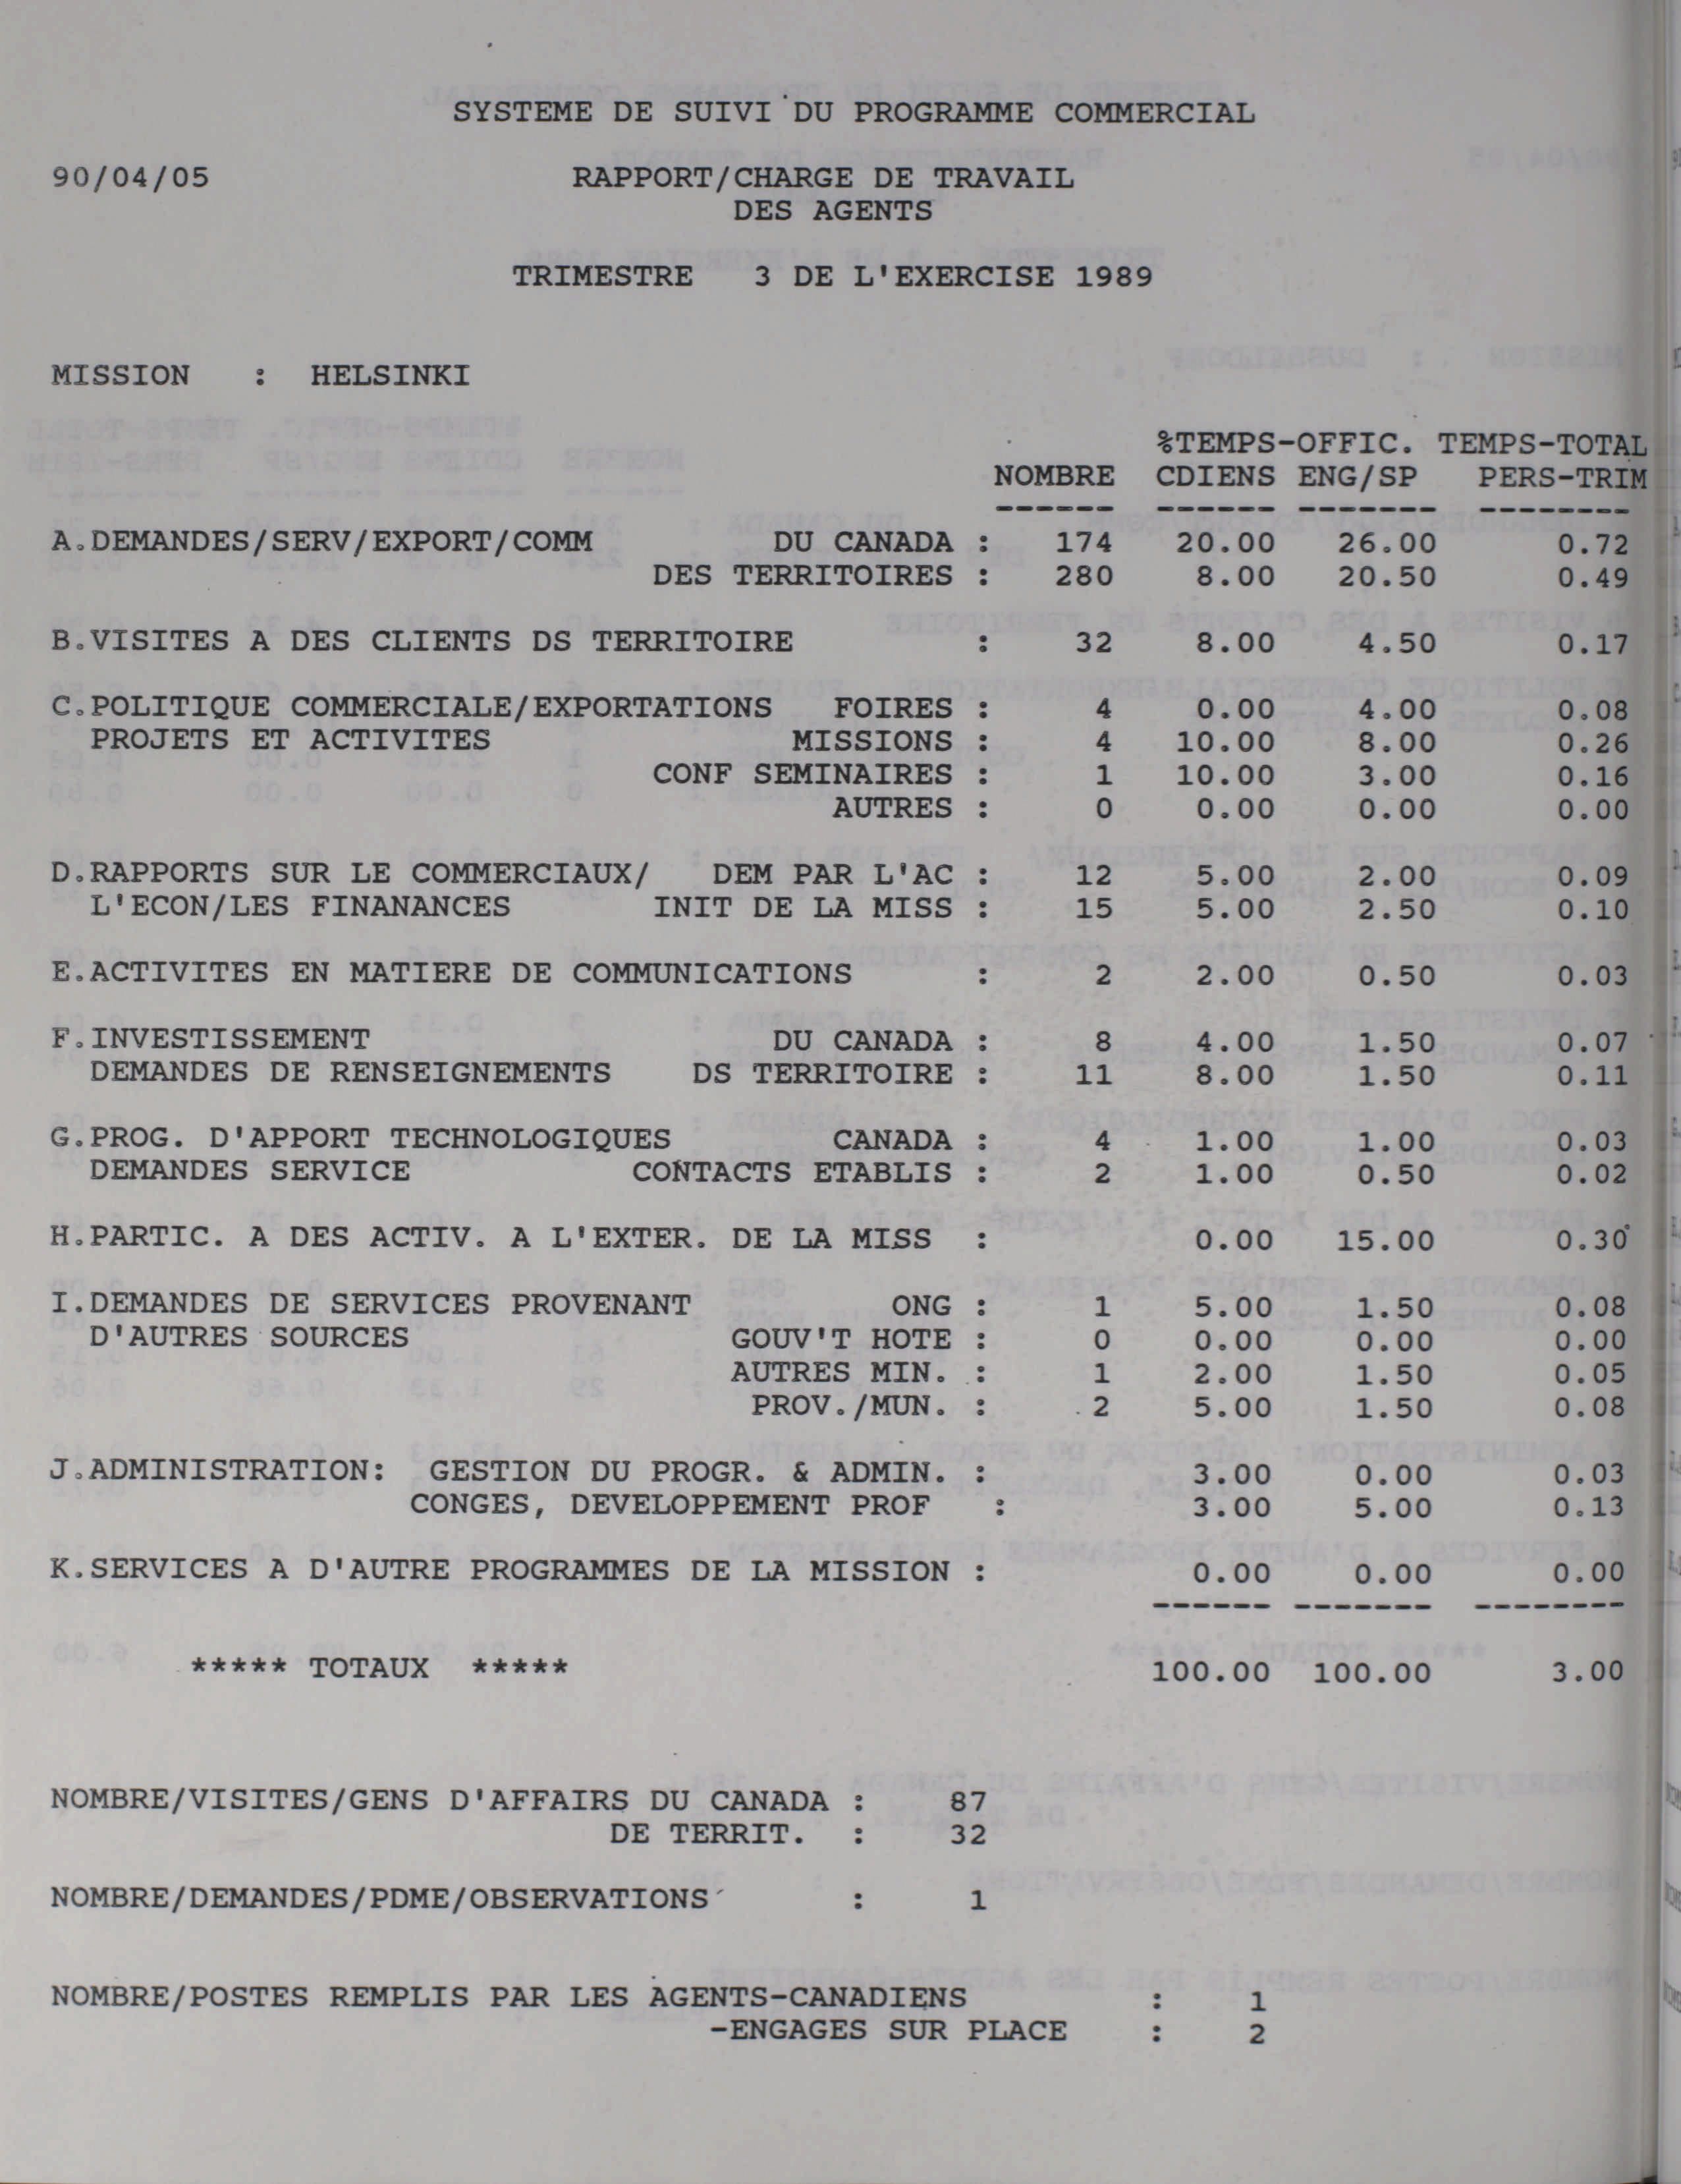 SYSTEME DE SUIVI DU PROGRAMME COMMERCIAL
90/04/05 RAPPORT/CHARGE DE TRAVAIL
DES AGENTS
TRIMESTRE 3 DE L'EXERCISE 1989
MISSION : HELSINKI
%TEMPS-OFFIC. TEMPS-TOTAL
NOMBRE CDIENS ENG/SP PERS-TRIM
------ ------ ------- --------
A.DEMANDES/SERV/EXPORT/COMM DU CANADA : 174 20.00 26.00 0.72
DES TERRITOIRES : 280 8.00 20.50 0.49
B.VISITES A DES CLIENTS DS TERRITOIRE : 32 8.00 4.50 0.17
C.POLITIQUE COMMERCIALE/EXPORTATIONS FOIRES : 4 0.00 4.00 0.08
PROJETS ET ACTIVITES MISSIONS : 4 10.00 8.00 0.26
CONF SEMINAIRES : 1 10.00 3.00 0.16
AUTRES : 0 0.00 0.00 0.00
D.RAPPORTS SUR LE COMMERCIAUX/ DEM PAR L'AC : 12 5.00 2.00 0.09
L'ECON/LES FINANANCES INIT DE LA MISS : 15 5.00 2.50 0.10
E.ACTIVITES EN MATIERE DE COMMUNICATIONS : 2 2.00 0.50 0.03
F.INVESTISSEMENT DU CANADA : 8 4.00 1.50 0.07
DEMANDES DE RENSEIGNEMENTS DS TERRITOIRE : 11 8.00 1.50 0.11
G.PROG. D'APPORT TECHNOLOGIQUES CANADA : 4 1.00 1.00 0.03
DEMANDES SERVICE CONTACTS ETABLIS : 2 1.00 0.50 0.02
H.PARTIC. A DES ACTIV. A L'EXTER. DE LA MISS : 0.00 15.00 0.30
I.DEMANDES DE SERVICES PROVENANT ONG : 1 5.00 1.50 0.08
D'AUTRES SOURCES GOUV'T HOTE : 0 0.00 0.00 0.00
AUTRES MIN. : 1 2.00 1.50 0.05
PROV./MUN. : 2 5.00 1.50 0.08
J.ADMINISTRATION: GESTION DU PROGR. & ADMIN. : 3.00 0.00 0.03
CONGES, DEVELOPPEMENT PROF : 3.00 5.00 0.13
K.SERVICES A D'AUTRE PROGRAMMES DE LA MISSION : 0.00 0.00 0.00
------ ------- --------
***** TOTAUX ***** 100.00 100.00 3.00
NOMBRE/VISITES/GENS D'AFFAIRS DU CANADA : 87
DE TERRIT. : 32
NOMBRE/DEMANDES/PDME/OBSERVATIONS : 1
NOMBRE/POSTES REMPLIS PAR LES AGENTS-CANADIENS : 1
-ENGAGES SUR PLACE : 2